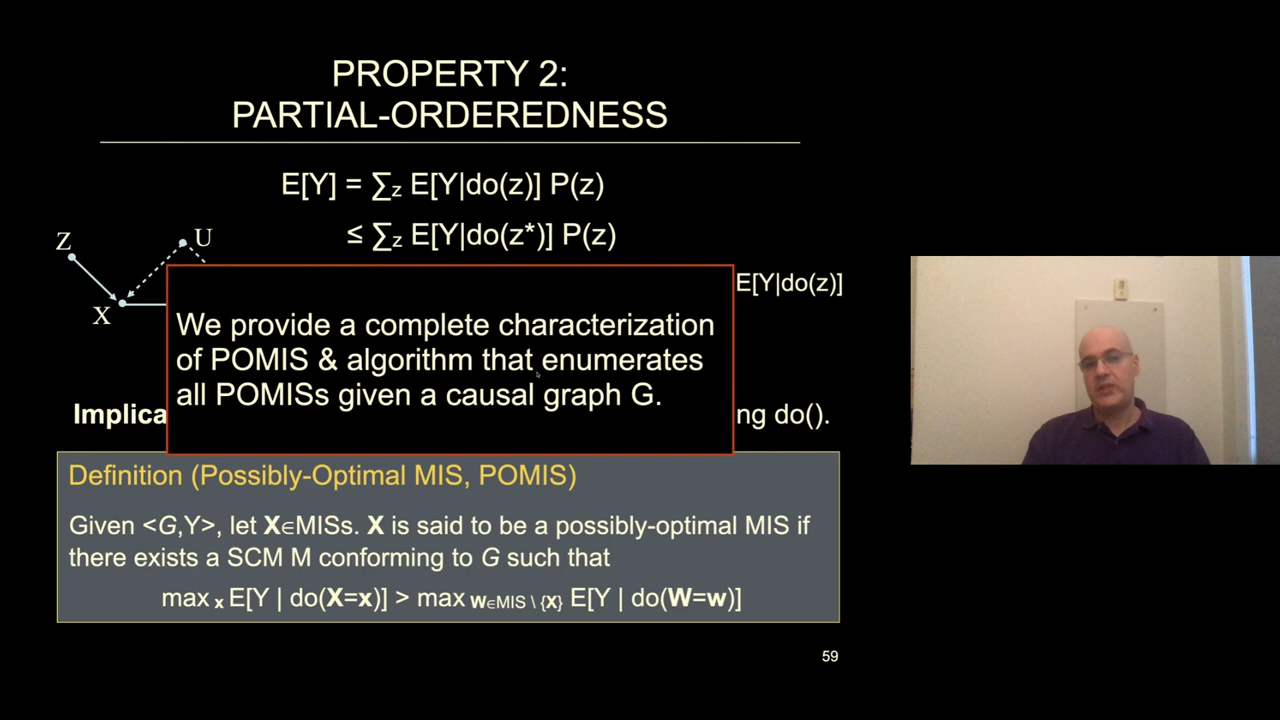 PROPERTY 2:
PARTIAL-ORDEREDNESS
E[Y] = ∑z E[Y|do(z)] P(z)
≤ ∑z E[Y|do(z*)] P(z)
Z
U
X
E[Y|do(z)]
We provide a complete characterization
of POMIS & algorithm that enumerates
all POMISs given a causal graph G.
ng do().
Definition (Possibly-Optimal MIS, POMIS)
Given <G,Y>, let X∈MISs. X is said to be a possibly-optimal MIS if
there exists a SCM M conforming to G such that
max x E[Y | do(X=x)] > max W∈MIS \ {X} E[Y | do(W=w)]
59